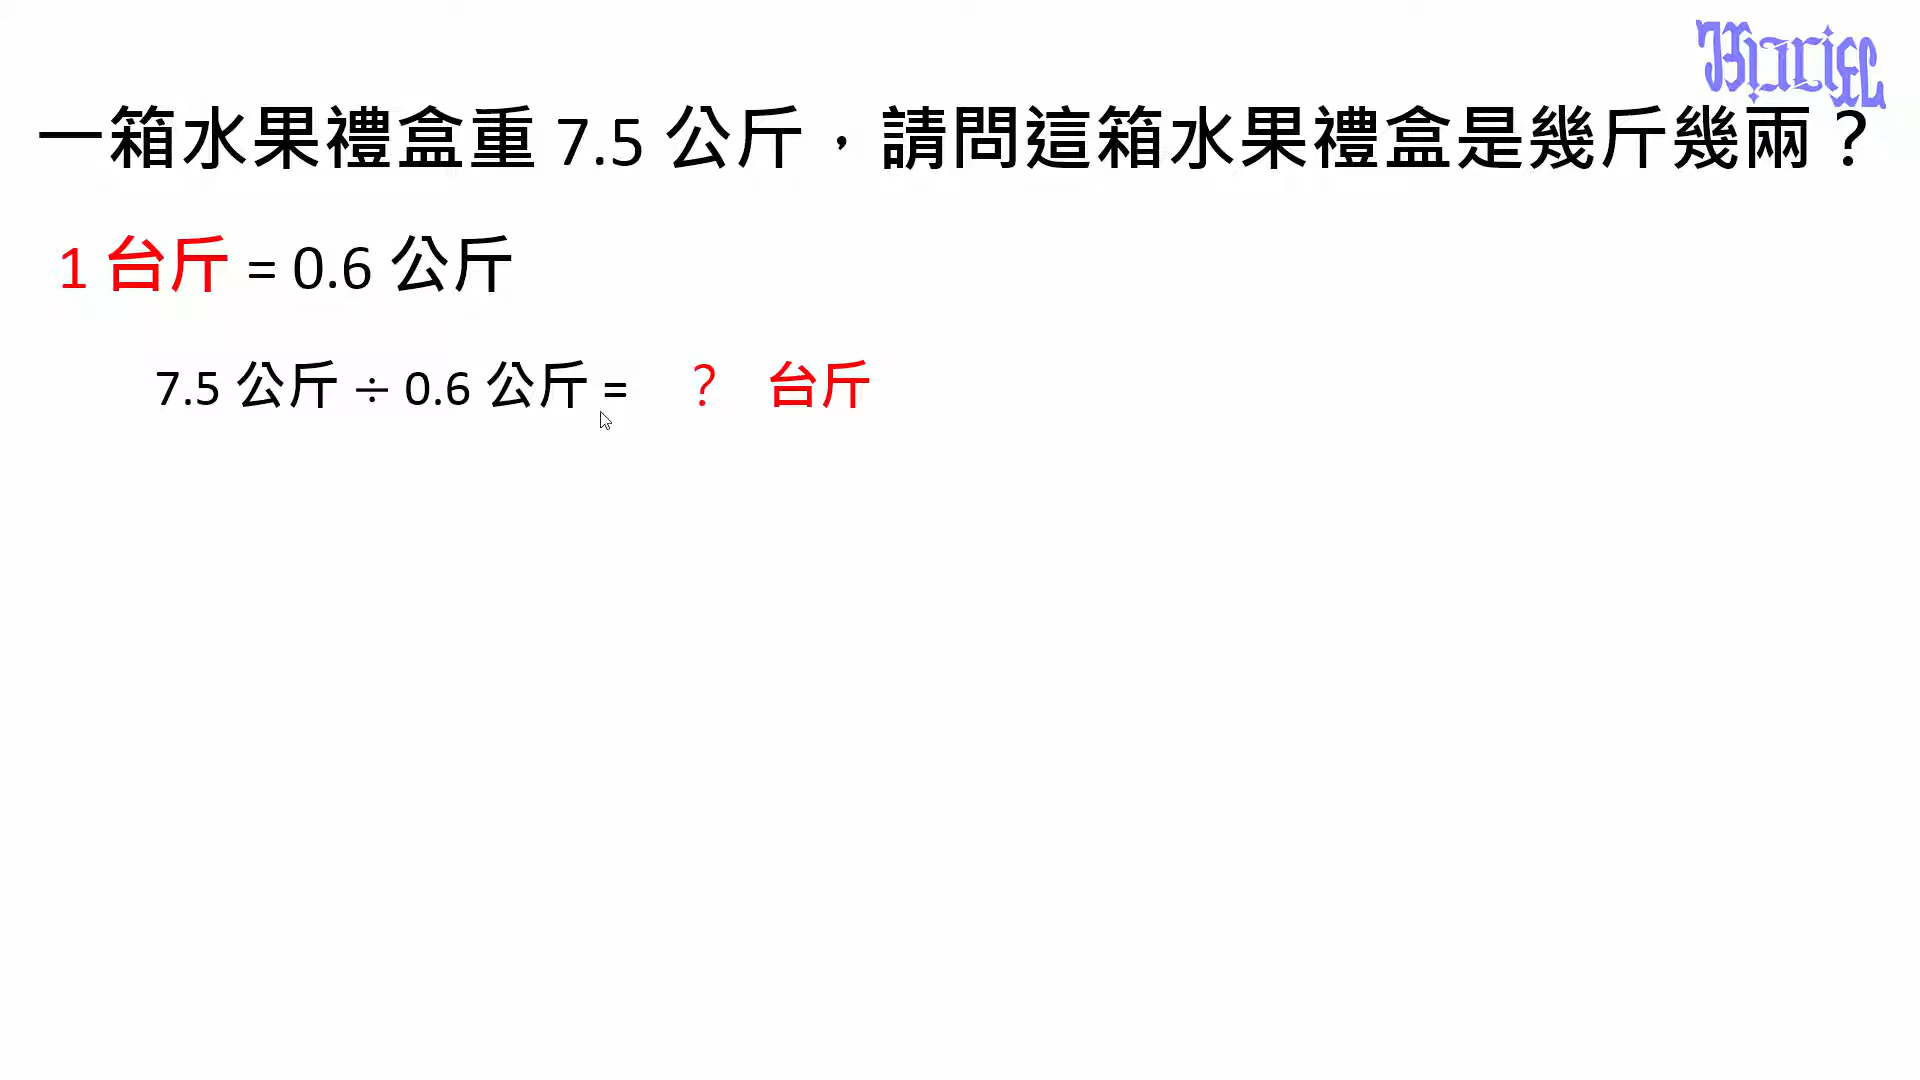 一箱水果禮盒重 7.5 公斤，請問這箱水果禮盒是幾斤幾兩？
1 台斤 = 0.6 公斤
7.5 公斤 ÷ 0.6 公斤 = ? 台斤